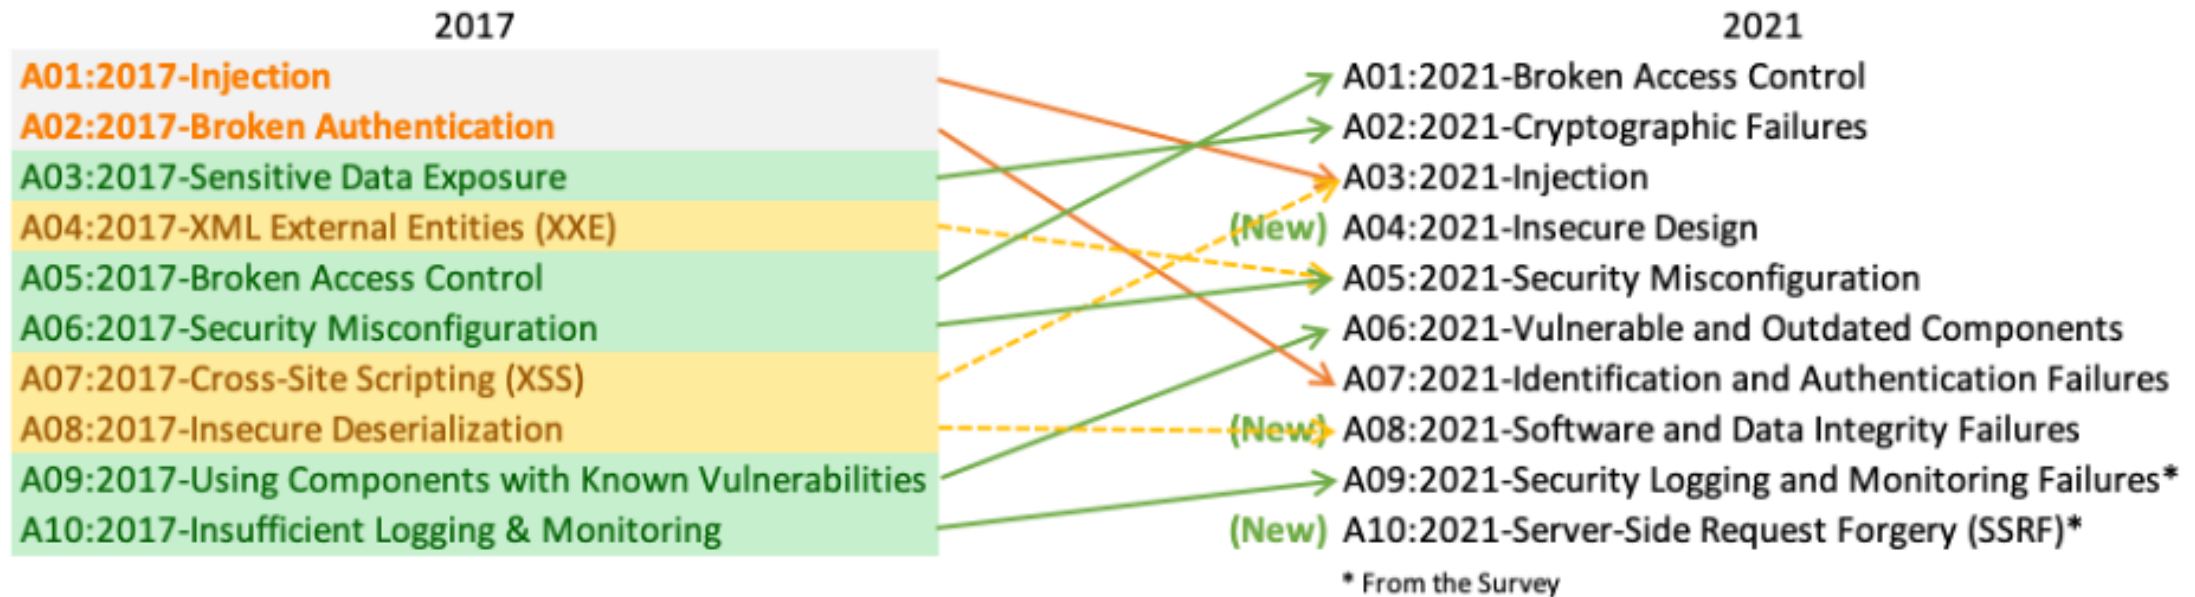 2017
A01:2017-Injection
A02:2017-Broken Authentication
A03:2017-Sensitive Data Exposure
A04:2017-XML External Entities (XXE)
A05:2017-Broken Access Control
A06:2017-Security Misconfiguration
A07:2017-Cross-Site Scripting (XSS)
A08:2017-Insecure Deserialization
A09:2017-Using Components with Known Vulnerabilities
A10:2017-Insufficient Logging & Monitoring
2021
A01:2021-Broken Access Control
A02:2021-Cryptographic Failures
A03:2021-Injection
(New) A04:2021-Insecure Design
A05:2021-Security Misconfiguration
A06:2021-Vulnerable and Outdated Components
A07:2021-Identification and Authentication Failures
(New) A08:2021-Software and Data Integrity Failures
A09:2021-Security Logging and Monitoring Failures*
(New) A10:2021-Server-Side Request Forgery (SSRF)*
* From the Survey